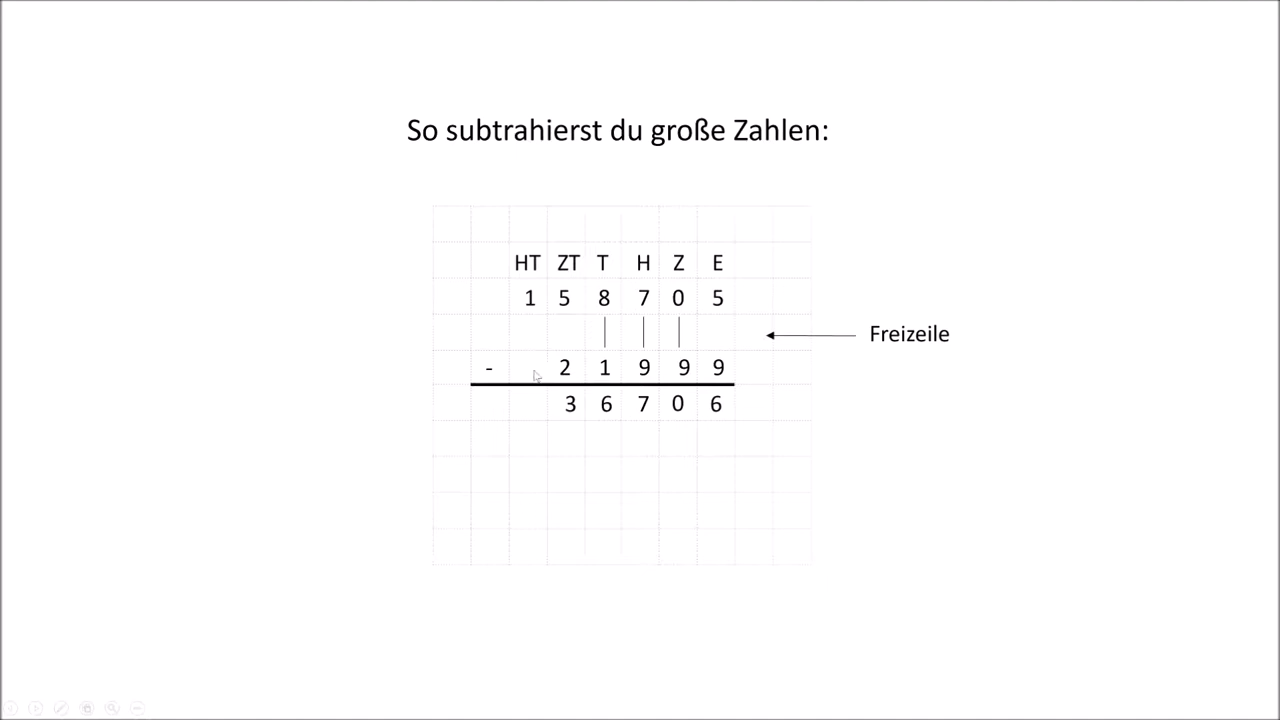 So subtrahierst du große Zahlen:
HT ZT T H Z E
1 5 8 7 0 5
| | |
Freizeile
- 2 1 9 9 9
3 6 7 0 6